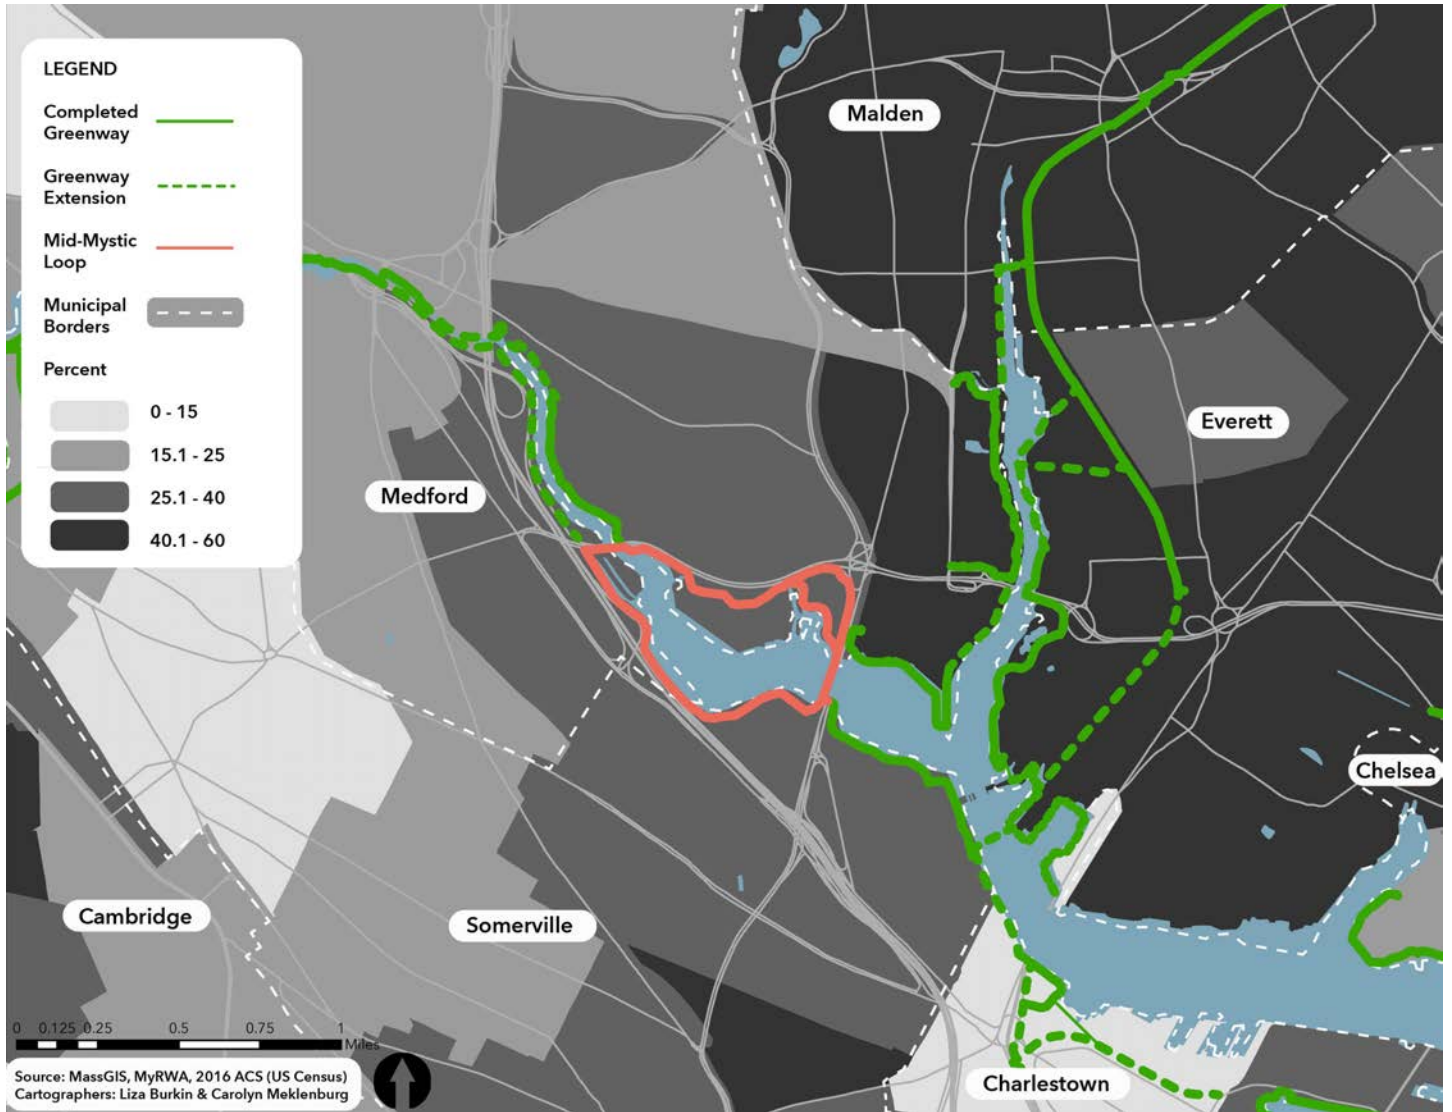 LEGEND
Completed
Greenway
Greenway
Extension
Mid-Mystic
Loop
Municipal
Borders
Percent
0 - 15
15.1 - 25
25.1 - 40
40.1 - 60
Malden
Everett
Medford
Chelsea
Cambridge
Somerville
Charlestown
0 0.125 0.25 0.5 0.75 1
Miles
Source: MassGIS, MyRWA, 2016 ACS (US Census)
Cartographers: Liza Burkin & Carolyn Meklenburg